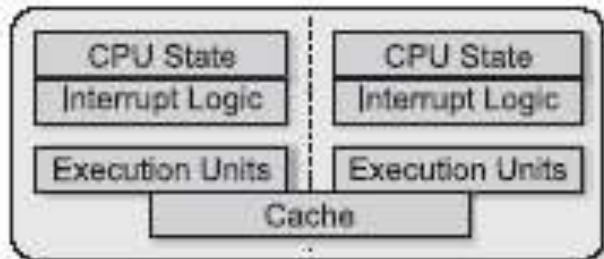 CPU State
Interrupt Logic
Execution Units
CPU State
Interrupt Logic
Execution Units
Cache